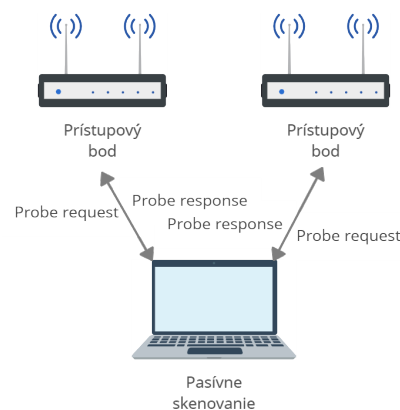 Prístupový
bod
Prístupový
bod
Probe request
Probe response
Probe response
Probe request
Pasívne
skenovanie